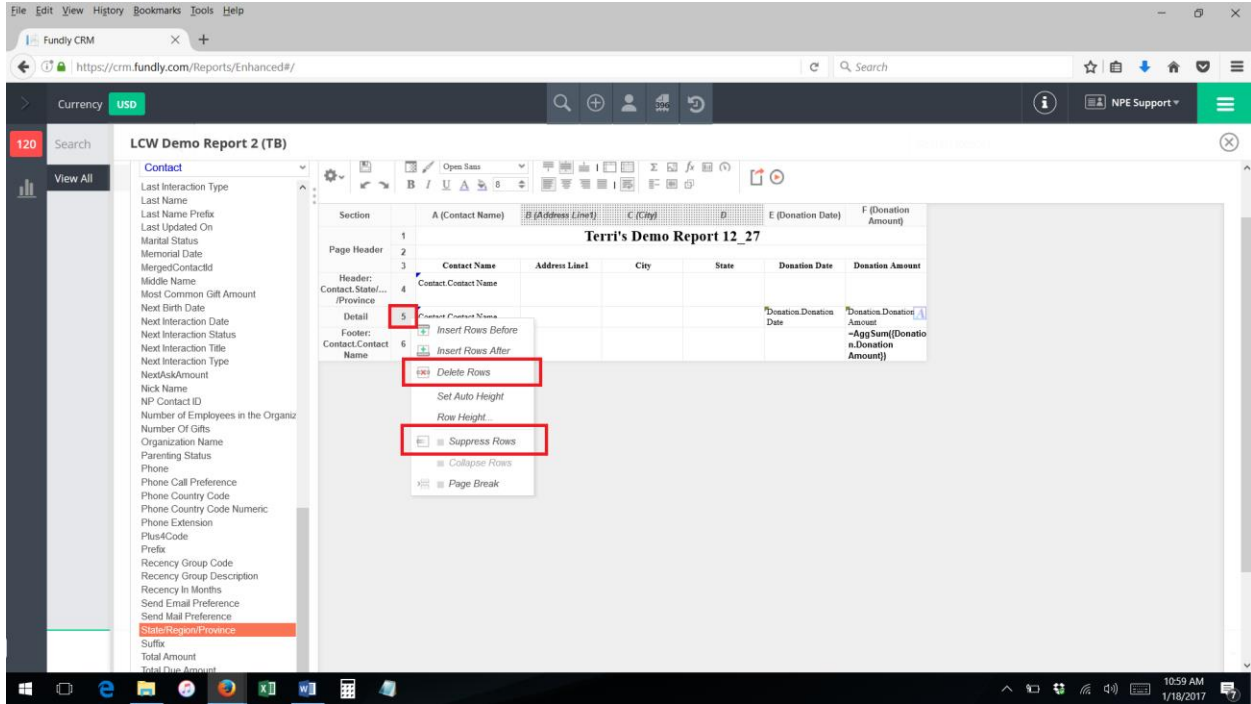 File Edit View History Bookmarks Tools Help
Fundly CRM
https://crm.fundly.com/Reports/Enhanced#/
Search
Currency USD
396
NPE Support
120
Search
LCW Demo Report 2 (TB)
View All
Contact
Last Interaction Type
Last Name
Last Name Prefix
Last Updated On
Marital Status
Memorial Date
MergedContactId
Middle Name
Most Common Gift Amount
Next Birth Date
Next Interaction Date
Next Interaction Status
Next Interaction Title
Next Interaction Type
NextAskAmount
Nick Name
NP Contact ID
Number of Employees in the Organiz
Number Of Gifts
Organization Name
Parenting Status
Phone
Phone Call Preference
Phone Country Code
Phone Country Code Numeric
Phone Extension
Plus4Code
Prefix
Recency Group Code
Recency Group Description
Recency In Months
Send Email Preference
Send Mail Preference
State/Region/Province
Suffix
Total Amount
Total Due Amount
Open Sans
B I U A 8
Section A (Contact Name) B (Address Line1) C (City) D E (Donation Date) F (Donation Amount)
Page Header
1 Terri's Demo Report 12_27
2
3 Contact Name Address Line1 City State Donation Date Donation Amount
Header:
Contact.State/...
/Province
4 Contact.Contact Name
Detail 5 Contact.Contact Name
Donation.Donation
Date
Donation.Donation
Amount
Footer:
Contact.Contact
Name
6
=AggSum({Donatio
n.Donation
Amount})
Insert Rows Before
Insert Rows After
Delete Rows
Set Auto Height
Row Height...
Suppress Rows
Collapse Rows
Page Break
10:59 AM
1/18/2017